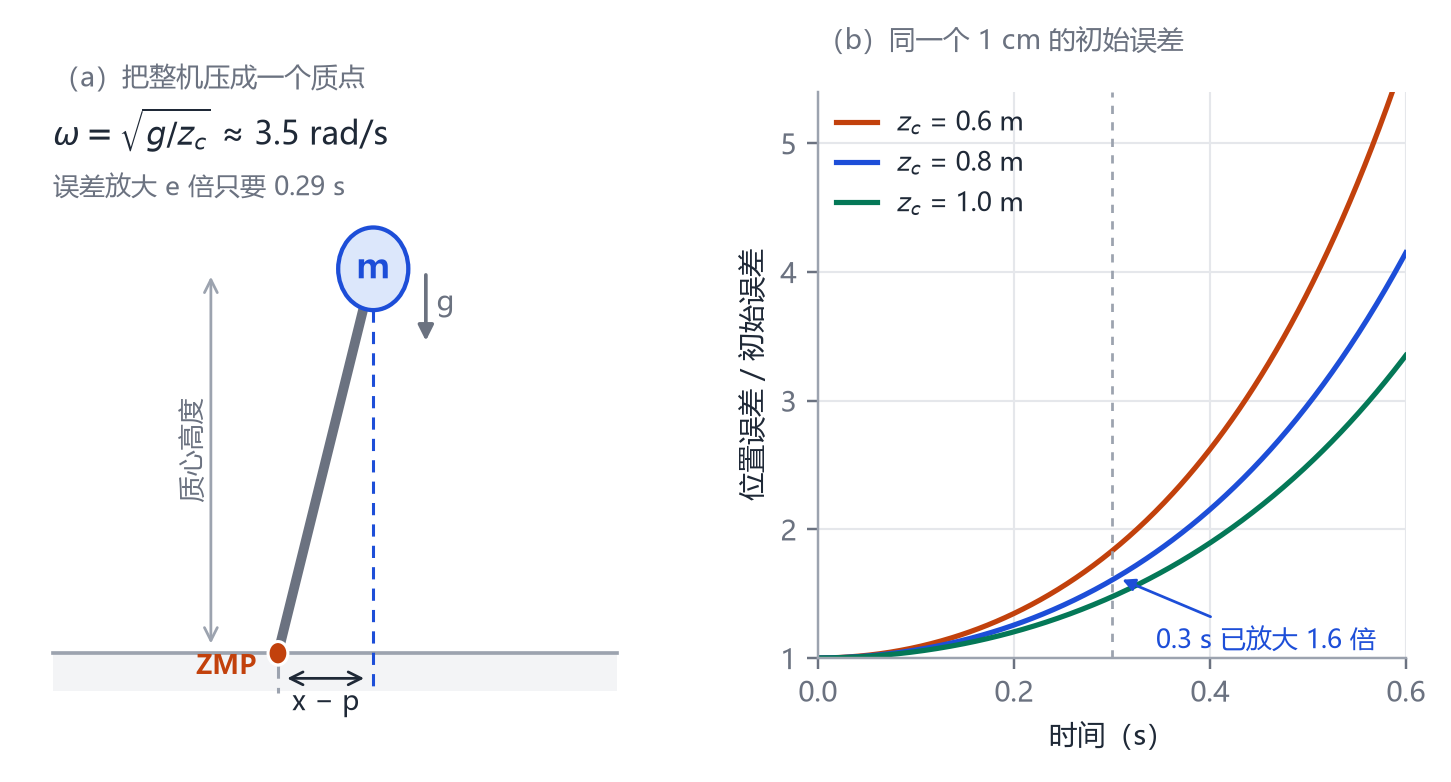 （a）把整机压成一个质点
ω = √g/z_c ≈ 3.5 rad/s
误差放大 e 倍只要 0.29 s
m
g
质心高度
ZMP
x − p
（b）同一个 1 cm 的初始误差
z_c = 0.6 m
z_c = 0.8 m
z_c = 1.0 m
位置误差 / 初始误差
5
4
3
2
1
0.3 s 已放大 1.6 倍
0.0 0.2 0.4 0.6
时间（s）